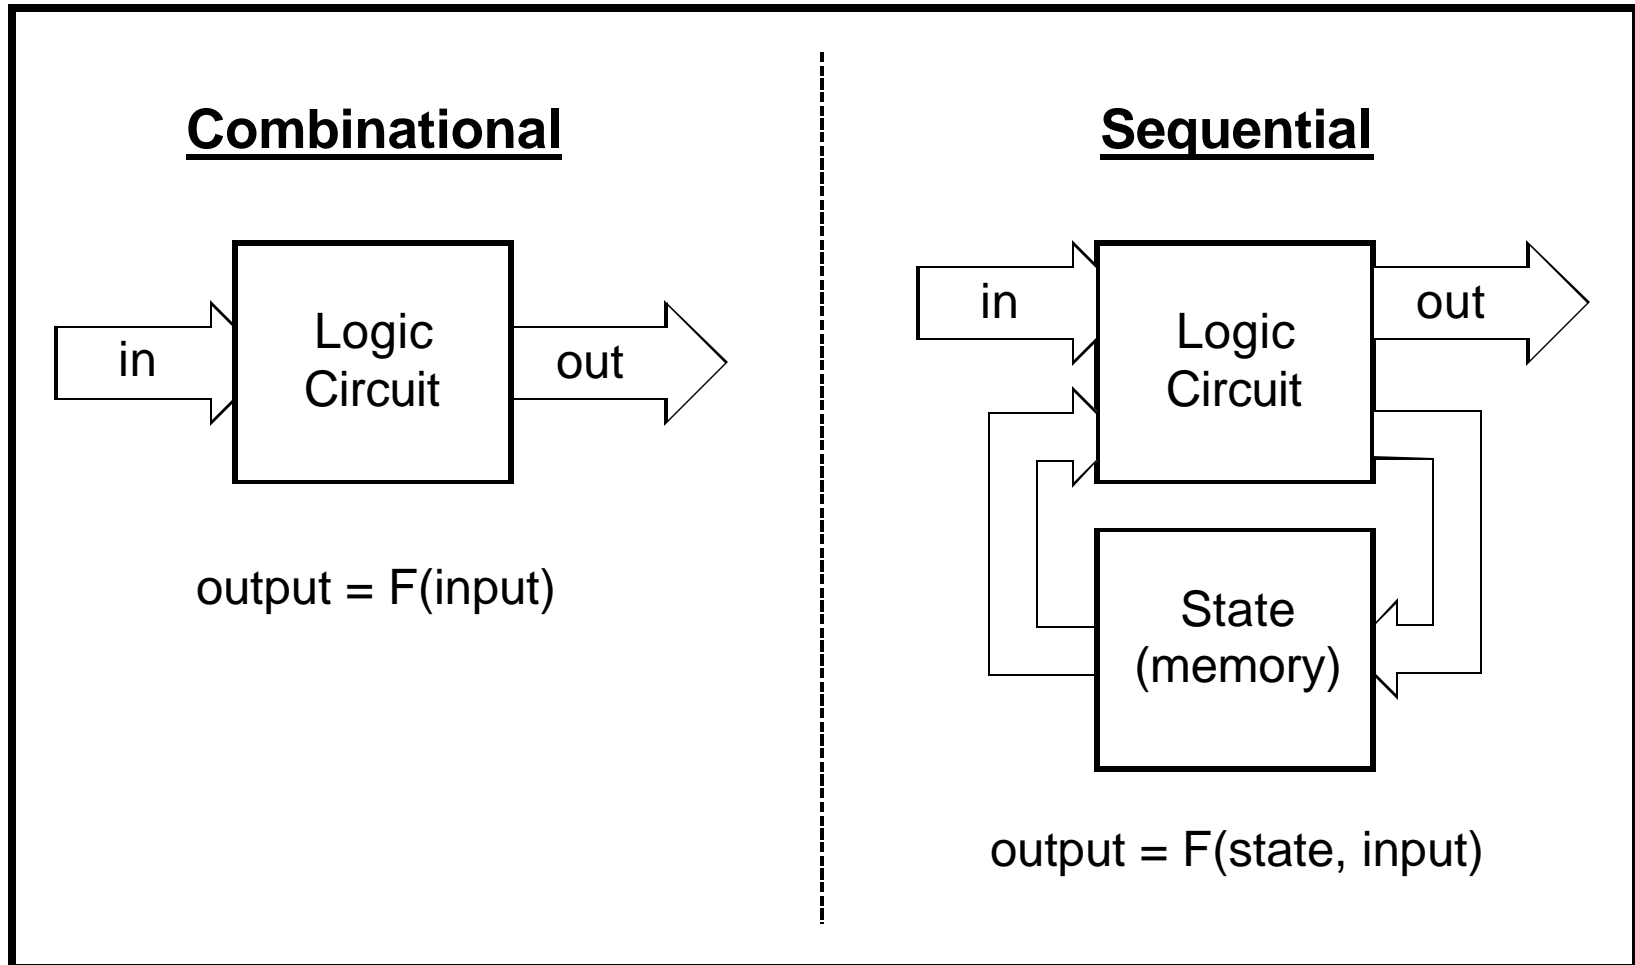 Combinational
in
Logic
Circuit
out
output = F(input)
Sequential
in
Logic
Circuit
out
State
(memory)
output = F(state, input)